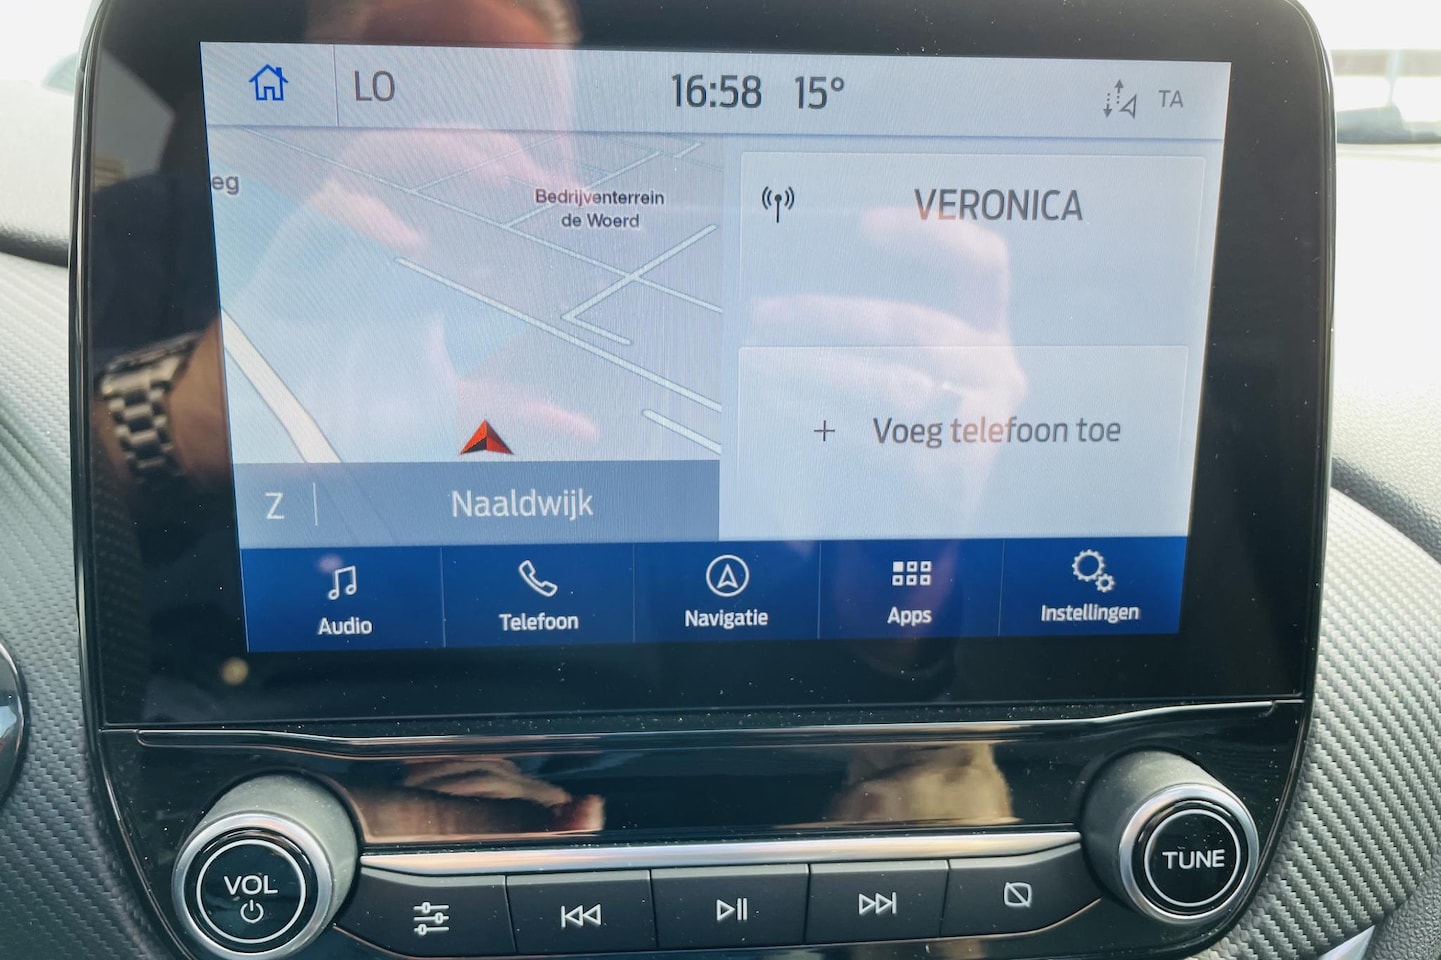 LO
16:58 15°
TA
eg
Bedrijventerrein
de Woerd
VERONICA
+ Voeg telefoon toe
Z Naaldwijk
Audio
Telefoon
Navigatie
Apps
Instellingen
VOL
TUNE